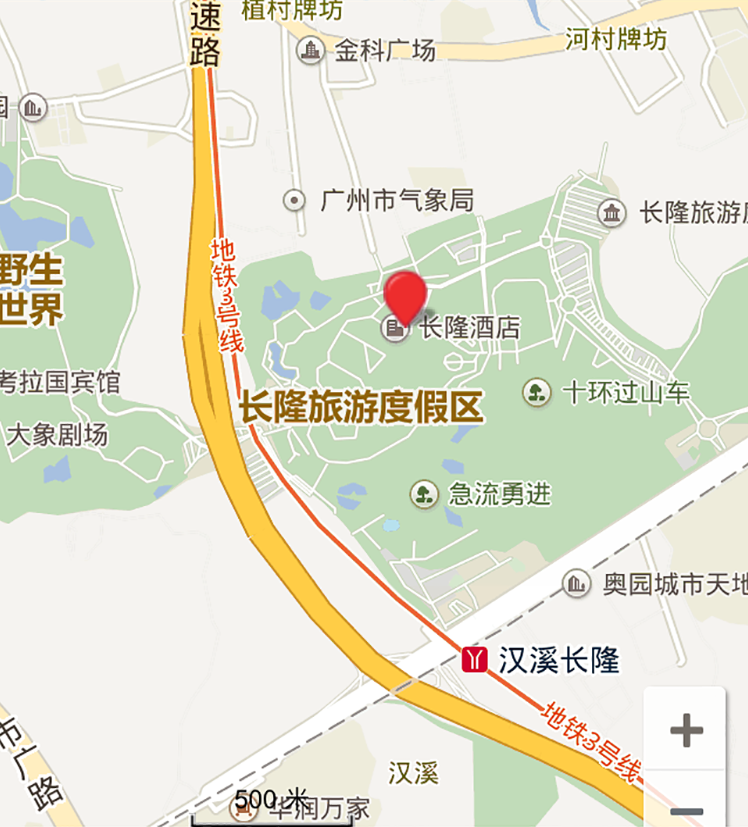 速路
植村牌坊
金科广场
河村牌坊
园
广州市气象局
长隆旅游度
野生
世界
地铁3号线
长隆酒店
考拉国宾馆
长隆旅游度假区
十环过山车
大象剧场
急流勇进
奥园城市天地
汉溪长隆
地铁3号线
市广路
汉溪
500 米
华润万家